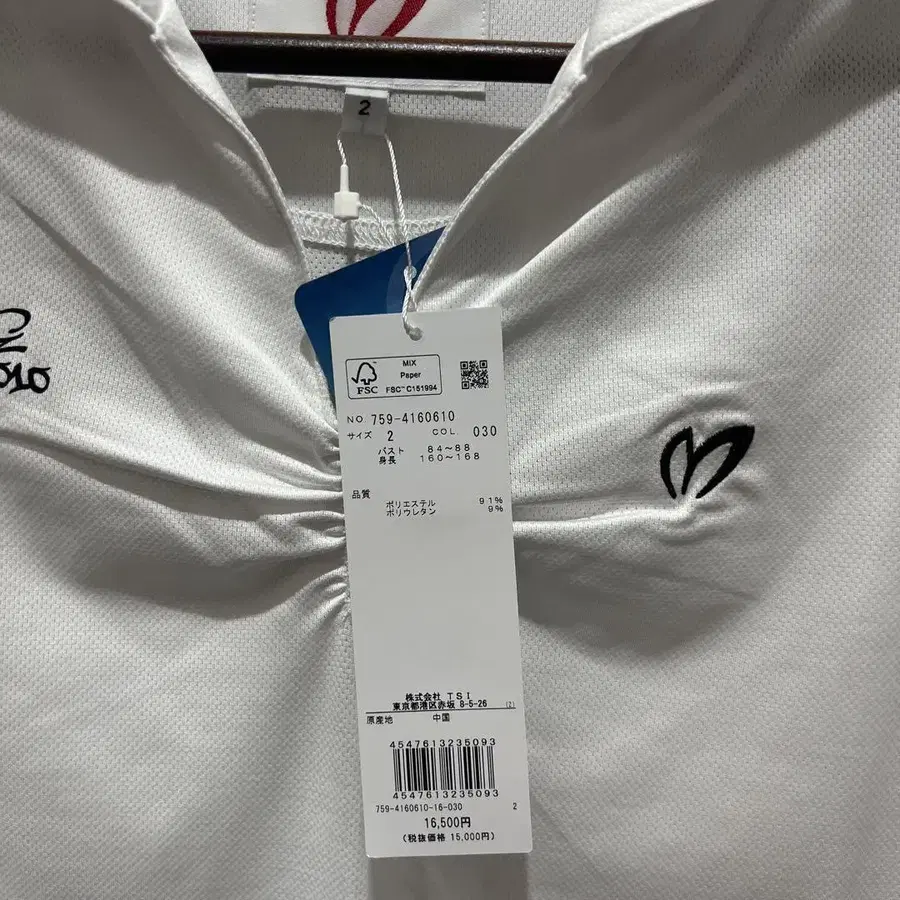 2
MIX
Paper
FSC
FSC™ C151994
NO. 759-4160610
サイズ 2 COL. 030
バスト 84～88
身長 160～168
品質
ポリエステル 91%
ポリウレタン 9%
株式会社 TSI
東京都港区赤坂 8-5-26 (Z)
原産地 中国
4547613235093
4547613235093
759-4160610-16-030 2
16,500円
(税抜価格 15,000円)